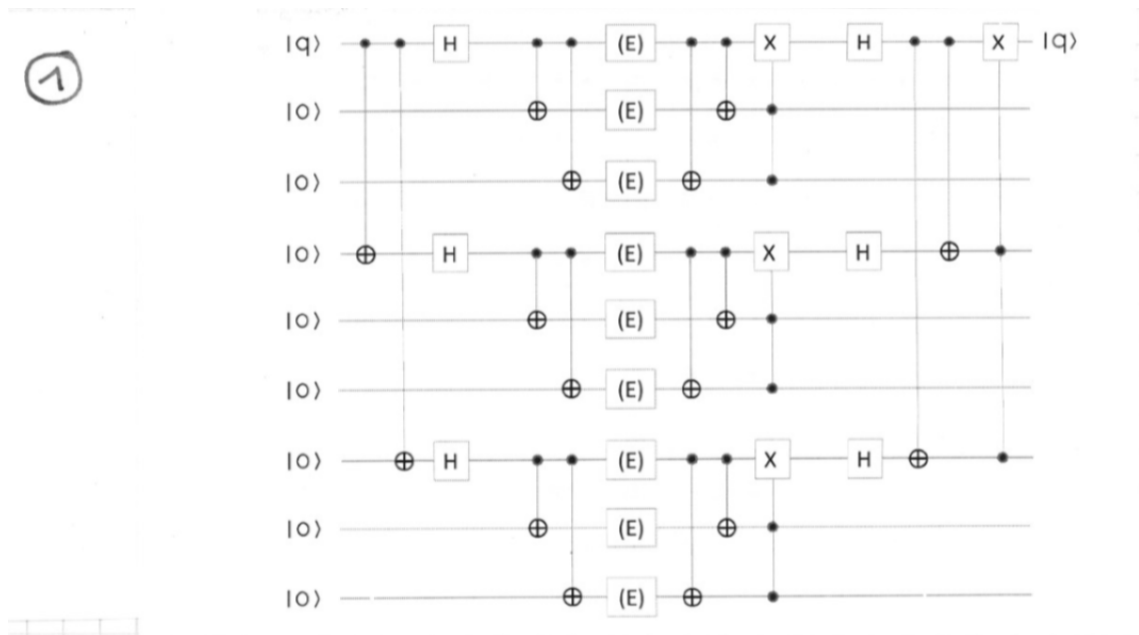 1
|q⟩ H (E) X H X |q⟩
|0⟩ (E)
|0⟩ (E)
|0⟩ H (E) X H
|0⟩ (E)
|0⟩ (E)
|0⟩ H (E) X H
|0⟩ (E)
|0⟩ (E)